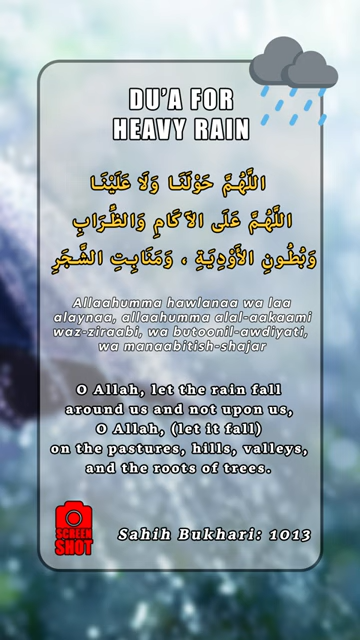 DU'A FOR
HEAVY RAIN
اللَّهُمَّ حَوْلَنَا وَلَا عَلَيْنَا
اللَّهُمَّ عَلَى الآكَامِ وَالظِّرَابِ
وَبُطُونِ الأَوْدِيَةِ ، وَمَنَابِتِ الشَّجَرِ
Allaahumma hawlanaa wa laa
alaynaa, allaahumma alal-aakaami
waz-ziraabi, wa butoonil-awdiyati,
wa manaabitish-shajar
O Allah, let the rain fall
around us and not upon us,
O Allah, (let it fall)
on the pastures, hills, valleys,
and the roots of trees.
SCREEN
SHOT
Sahih Bukhari: 1013